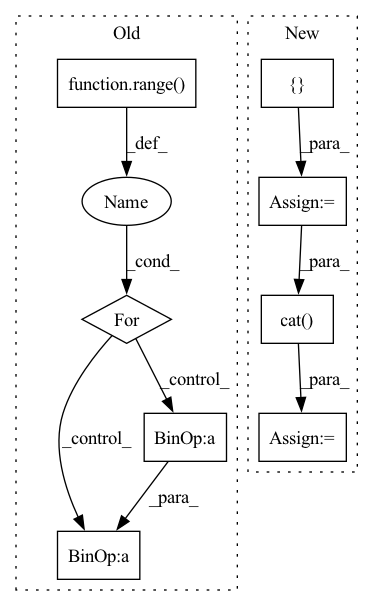 Old
New
function.range()
{}
_def_
_para_
Name
Assign:=
_cond_
_para_
For
cat()
_control_
_para_
_control_
BinOp:a
Assign:=
_para_
BinOp:a